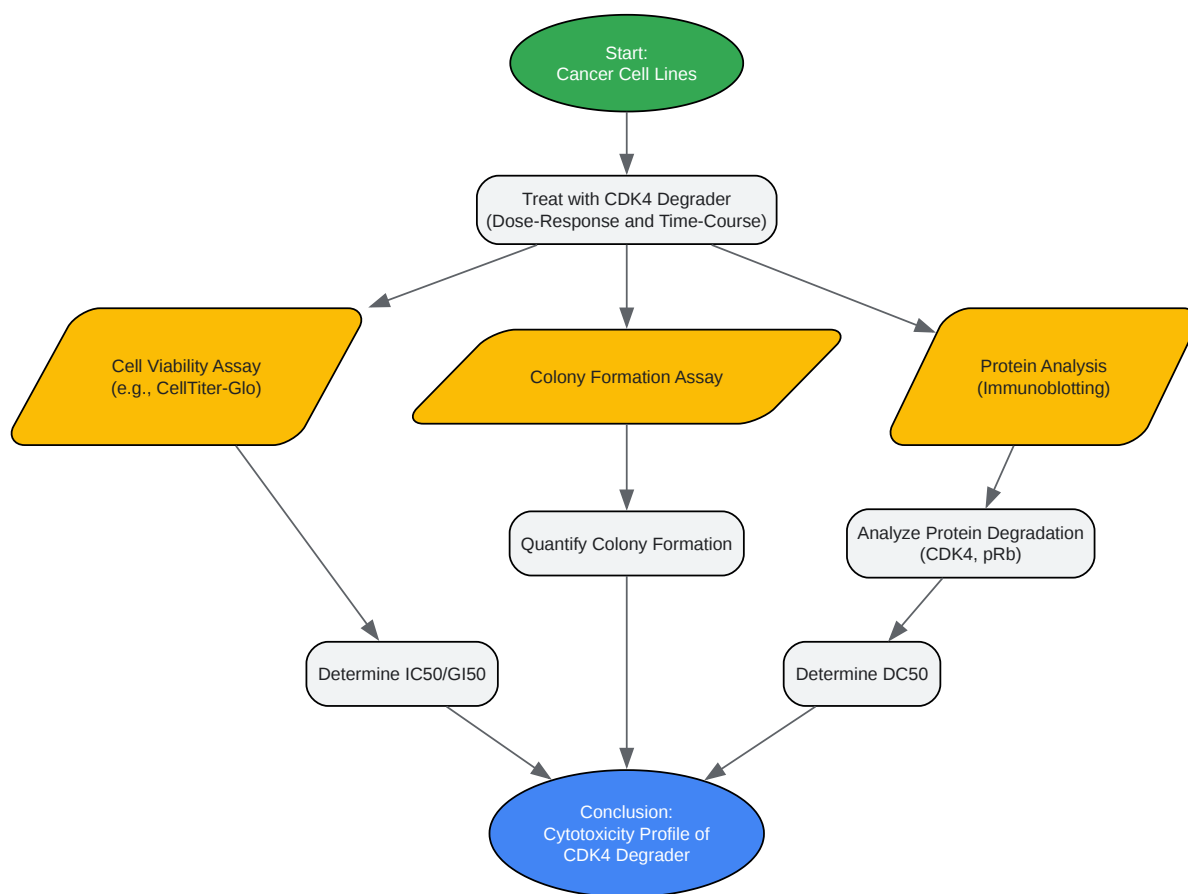 Start:
Cancer Cell Lines
Treat with CDK4 Degrader
(Dose-Response and Time-Course)
Cell Viability Assay
(e.g., CellTiter-Glo)
Colony Formation Assay
Protein Analysis
(Immunoblotting)
Quantify Colony Formation
Analyze Protein Degradation
(CDK4, pRb)
Determine IC50/GI50
Determine DC50
Conclusion:
Cytotoxicity Profile of
CDK4 Degrader